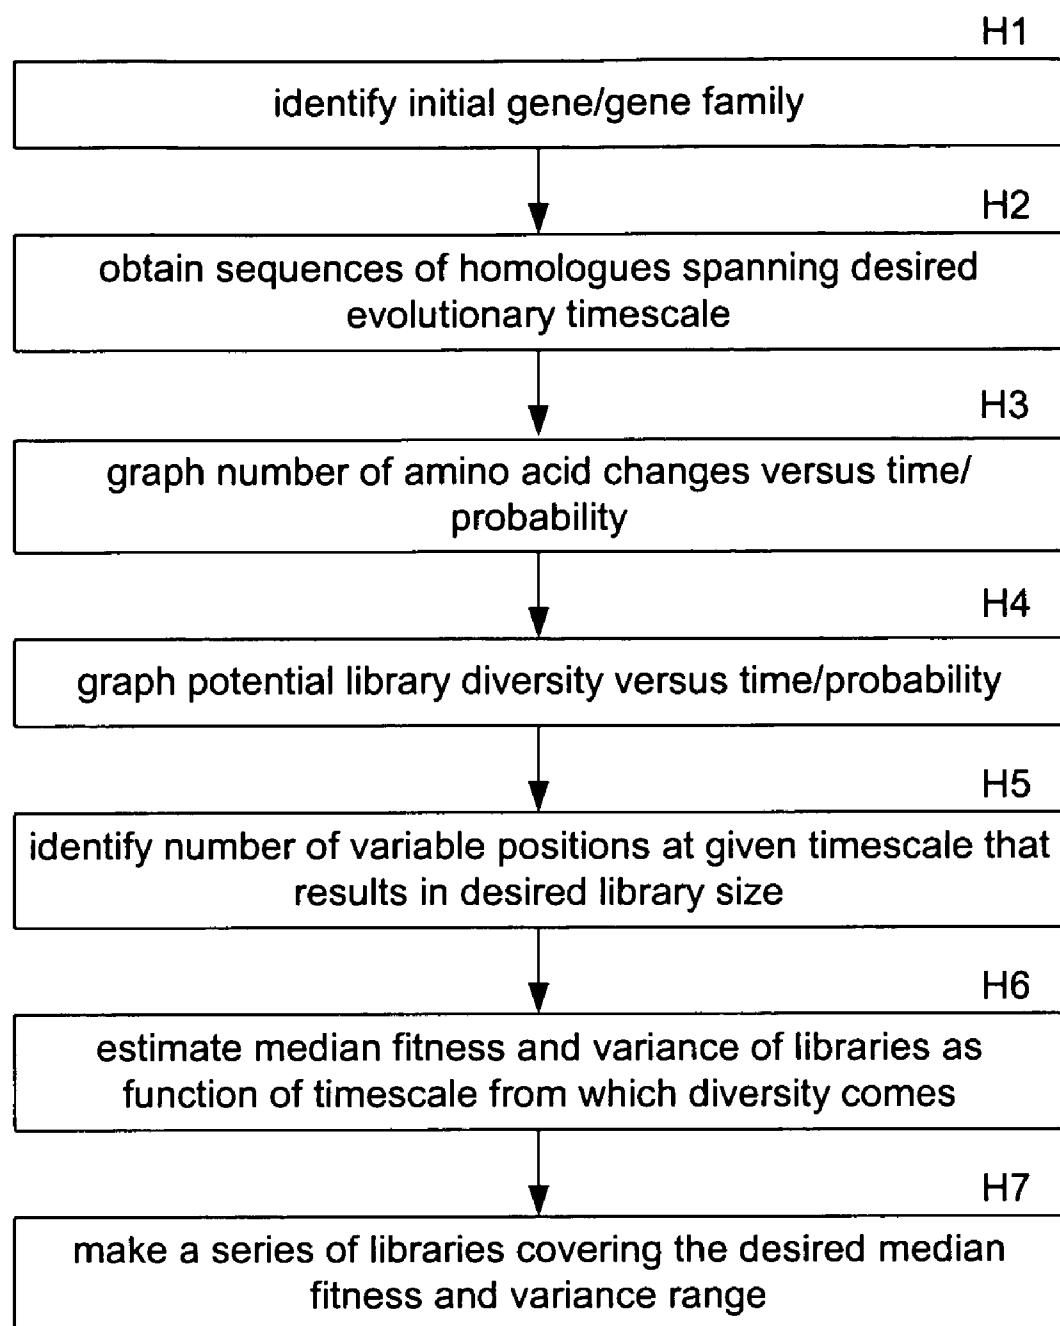 H1
identify initial gene/gene family
H2
obtain sequences of homologues spanning desired
evolutionary timescale
H3
graph number of amino acid changes versus time/
probability
H4
graph potential library diversity versus time/probability
H5
identify number of variable positions at given timescale that
results in desired library size
H6
estimate median fitness and variance of libraries as
function of timescale from which diversity comes
H7
make a series of libraries covering the desired median
fitness and variance range